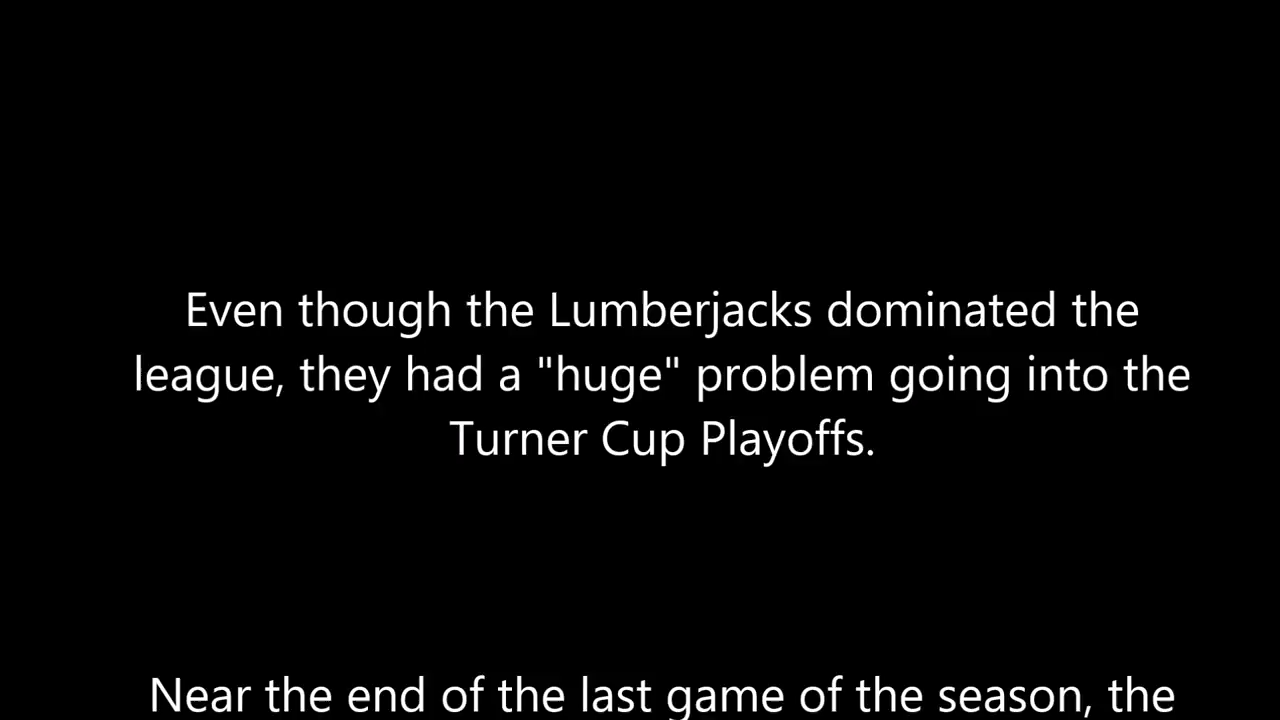 Even though the Lumberjacks dominated the
league, they had a "huge" problem going into the
Turner Cup Playoffs.
Near the end of the last game of the season, the